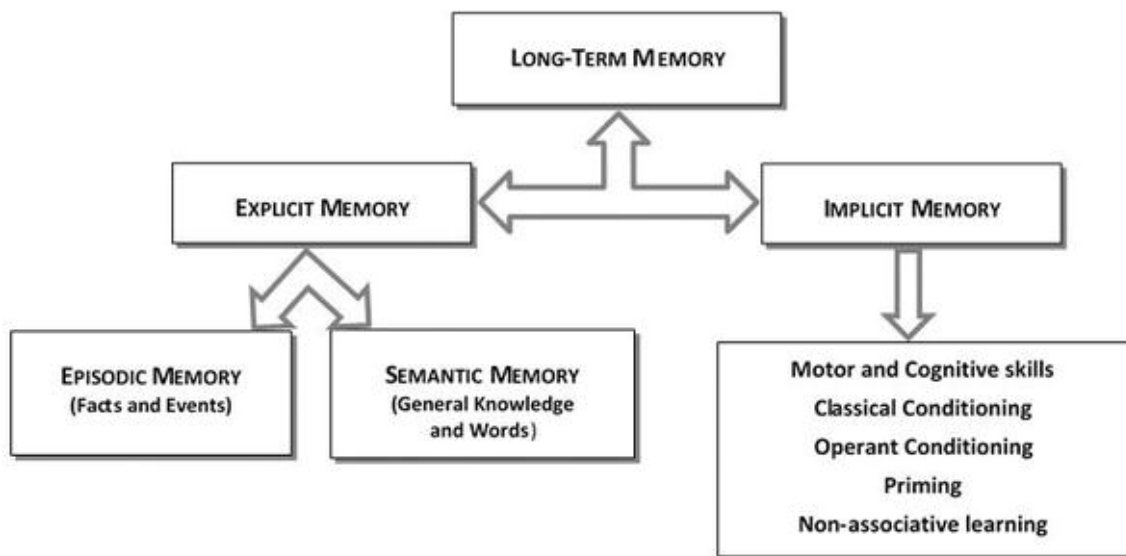 LONG-TERM MEMORY
EXPLICIT MEMORY
IMPLICIT MEMORY
EPISODIC MEMORY
(Facts and Events)
SEMANTIC MEMORY
(General Knowledge
and Words)
Motor and Cognitive skills
Classical Conditioning
Operant Conditioning
Priming
Non-associative learning